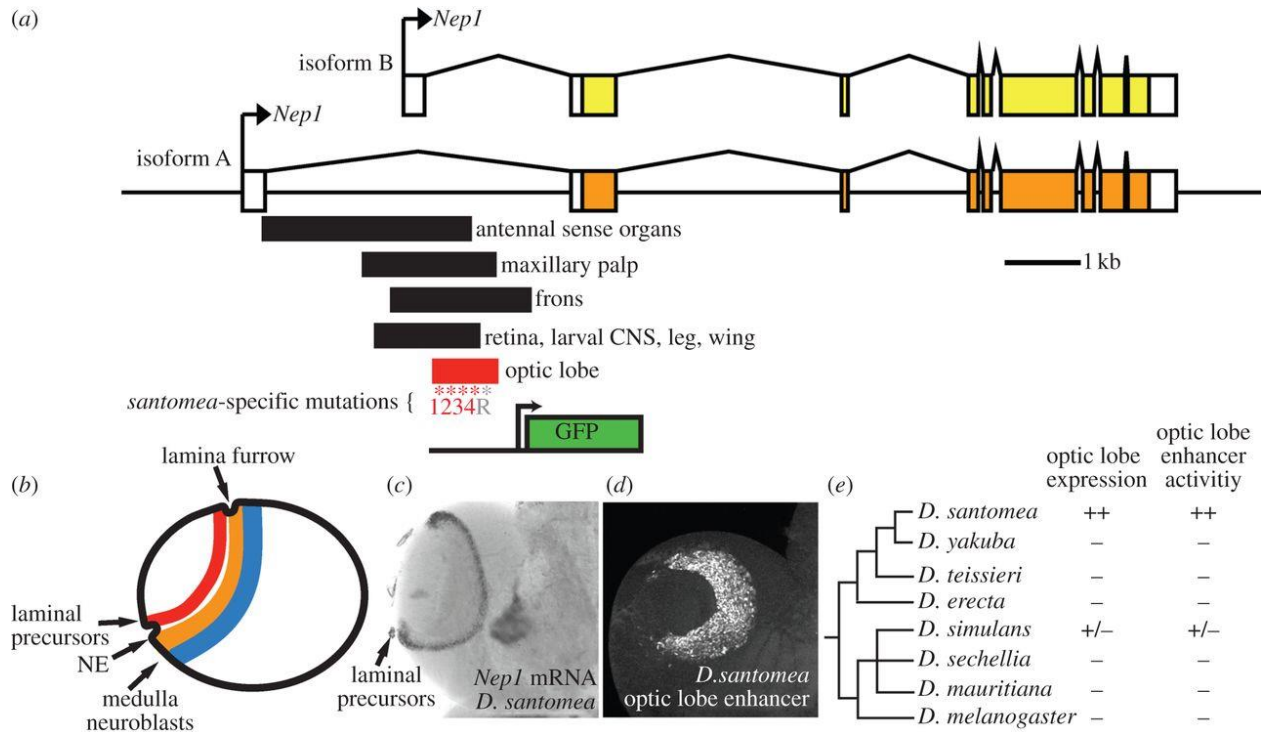 (a)
Nep1
isoform B
Nep1
isoform A
antennal sense organs
1 kb
maxillary palp
frons
retina, larval CNS, leg, wing
optic lobe
*****
santomea-specific mutations { 1234R
GFP
(b)
lamina furrow
laminal
precursors
NE
medulla
neuroblasts
(c)
laminal
precursors
Nep1 mRNA
D. santomea
(d)
D.santomea
optic lobe enhancer
(e)
optic lobe
expression
optic lobe
enhancer
activitiy
D. santomea ++ ++
D. yakuba – –
D. teissieri – –
D. erecta – –
D. simulans +/– +/–
D. sechellia – –
D. mauritiana – –
D. melanogaster – –